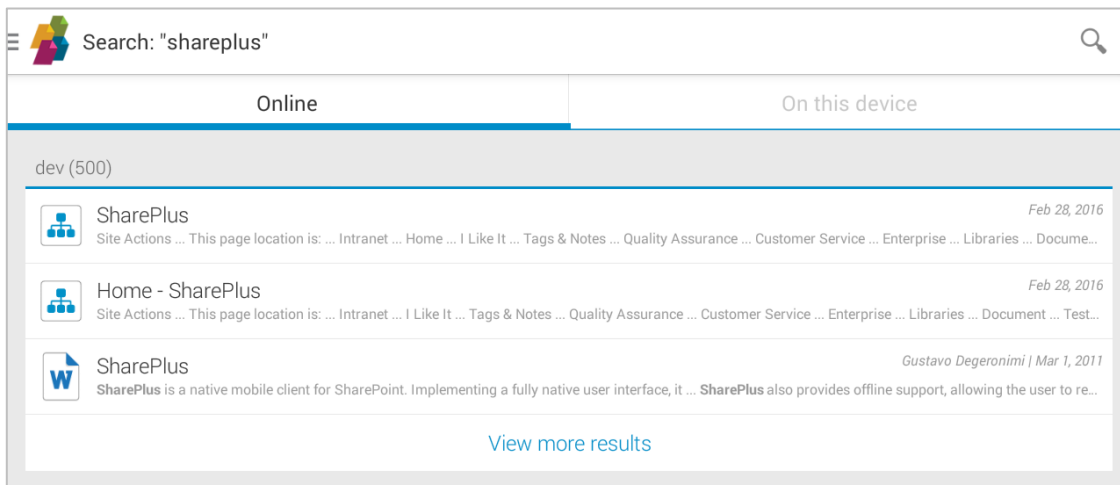 Search: "shareplus"
Online
On this device
dev (500)
SharePlus
Feb 28, 2016
Site Actions ... This page location is: ... Intranet ... Home ... I Like It ... Tags & Notes ... Quality Assurance ... Customer Service ... Enterprise ... Libraries ... Docume...
Home - SharePlus
Feb 28, 2016
Site Actions ... This page location is: ... Intranet ... I Like It ... Tags & Notes ... Quality Assurance ... Customer Service ... Enterprise ... Libraries ... Document ... Test...
W
SharePlus
Gustavo Degeronimi | Mar 1, 2011
SharePlus is a native mobile client for SharePoint. Implementing a fully native user interface, it ... SharePlus also provides offline support, allowing the user to re...
View more results